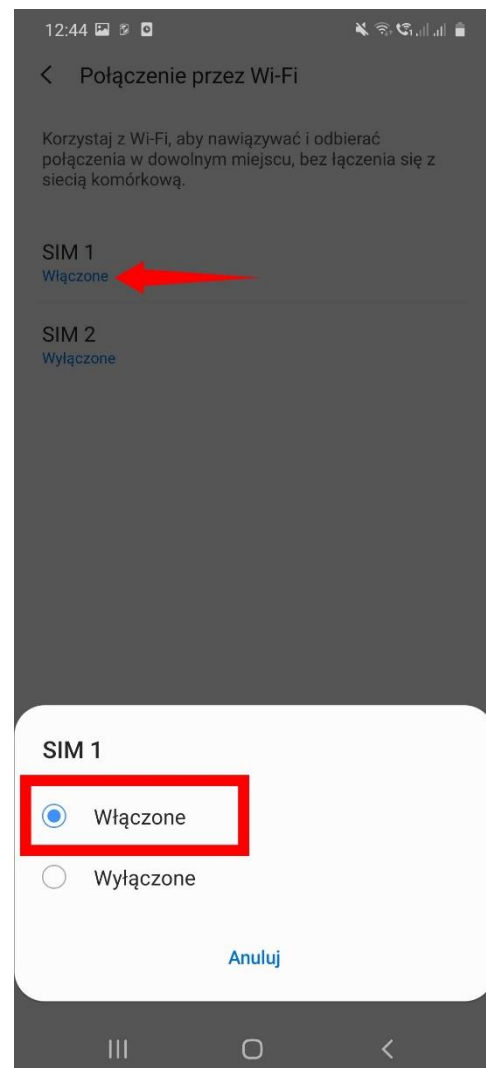 12:44
Połączenie przez Wi-Fi
Korzystaj z Wi-Fi, aby nawiązywać i odbierać
połączenia w dowolnym miejscu, bez łączenia się z
siecią komórkową.
SIM 1
Włączone
SIM 2
Wyłączone
SIM 1
Włączone
Wyłączone
Anuluj